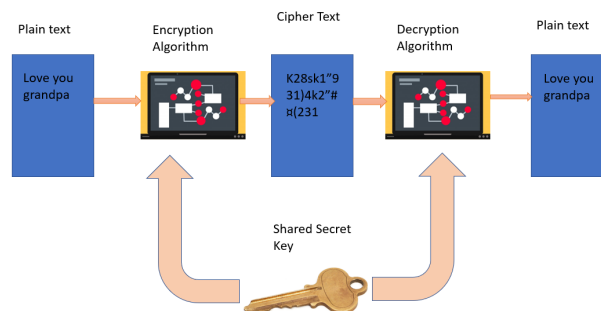 Plain text
Encryption
Algorithm
Cipher Text
Decryption
Algorithm
Plain text
Love you
grandpa
K28sk1”9
31)4k2”#
¤(231
Love you
grandpa
Shared Secret
Key